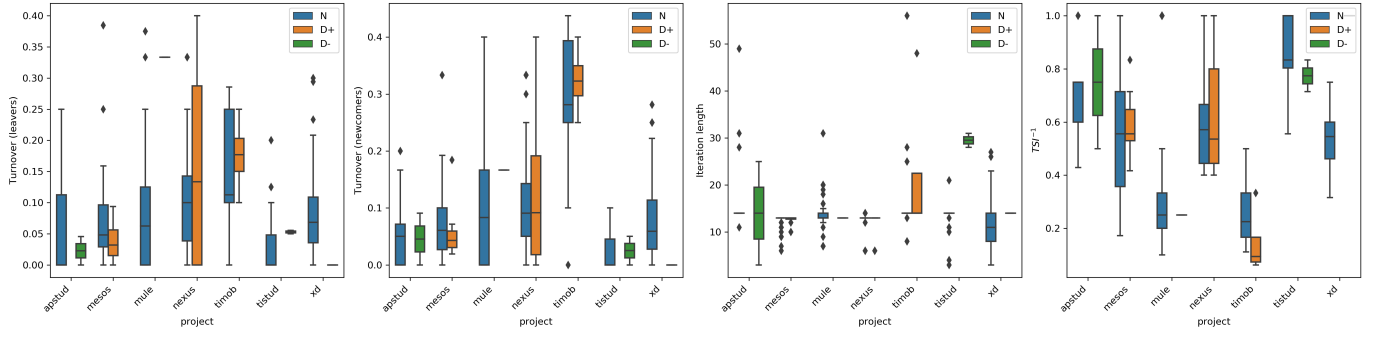 Turnover (leavers)
0.40
0.35
0.30
0.25
0.20
0.15
0.10
0.05
0.00
N
D+
D-
apstud
mesos
mule
nexus
timob
tistud
xd
project
Turnover (newcomers)
0.4
0.3
0.2
0.1
0.0
N
D+
D-
apstud
mesos
mule
nexus
timob
tistud
xd
project
Iteration length
50
40
30
20
10
N
D+
D-
apstud
mesos
mule
nexus
timob
tistud
xd
project
TSI⁻¹
1.0
0.8
0.6
0.4
0.2
N
D+
D-
apstud
mesos
mule
nexus
timob
tistud
xd
project